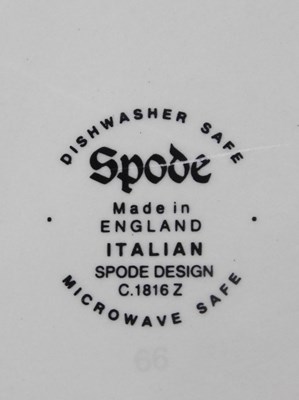 DISHWASHER SAFE
Spode
Made in
ENGLAND
ITALIAN
SPODE DESIGN
C.1816 Z
MICROWAVE SAFE